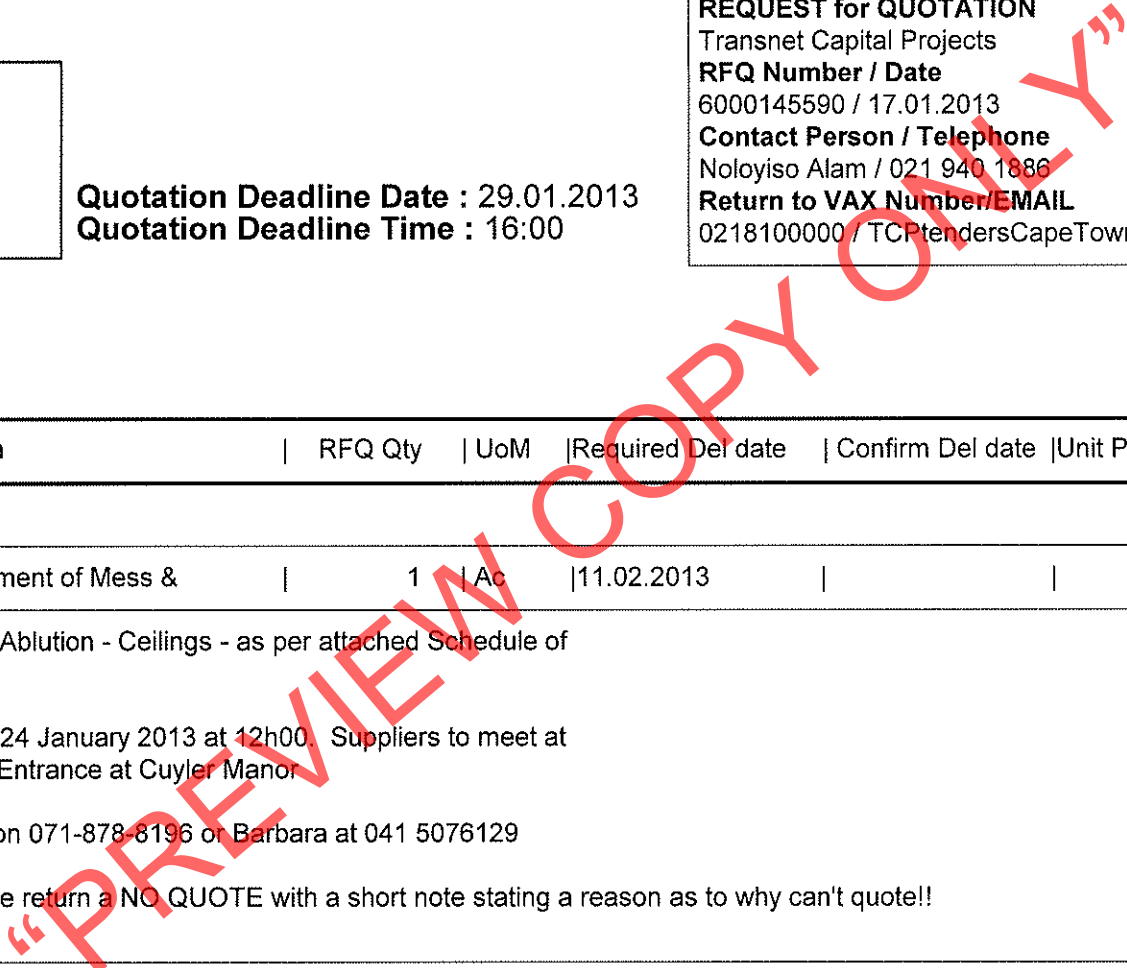 REQUEST for QUOTATION
Transnet Capital Projects
RFQ Number / Date
6000145590 / 17.01.2013
Contact Person / Telephone
Noloyiso Alam / 021 940 1886
Return to VAX Number/EMAIL
0218100000 / TCPtendersCapeTown
Quotation Deadline Date : 29.01.2013
Quotation Deadline Time : 16:00
| RFQ Qty | UoM |Required Del date | Confirm Del date |Unit P
ment of Mess & | 1 | Ac |11.02.2013 | |
Ablution - Ceilings - as per attached Schedule of
24 January 2013 at 12h00. Suppliers to meet at
Entrance at Cuyler Manor
on 071-878-8196 or Barbara at 041 5076129
e return a NO QUOTE with a short note stating a reason as to why can't quote!!
“PREVIEW COPY ONLY”